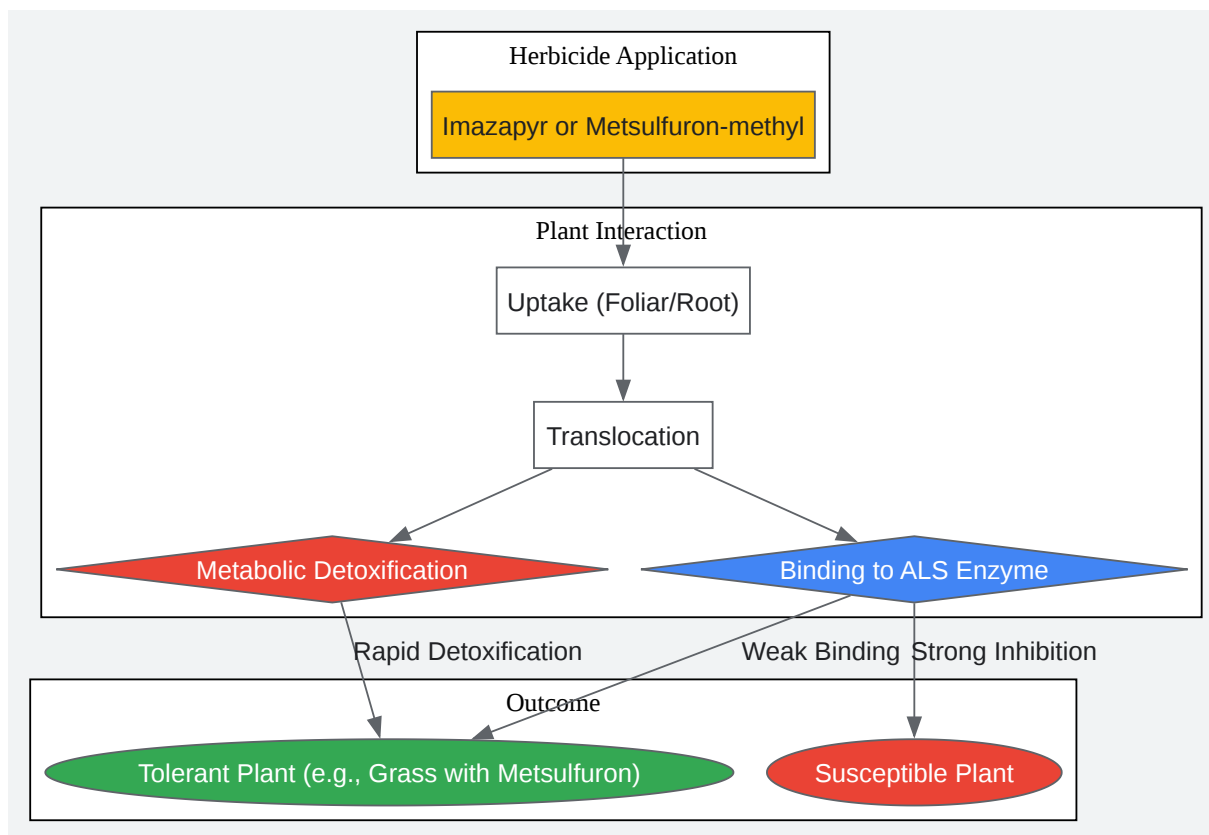 Herbicide Application
Imazapyr or Metsulfuron-methyl
Plant Interaction
Uptake (Foliar/Root)
Translocation
Metabolic Detoxification
Binding to ALS Enzyme
Rapid Detoxification
Weak Binding
Strong Inhibition
Outcome
Tolerant Plant (e.g., Grass with Metsulfuron)
Susceptible Plant